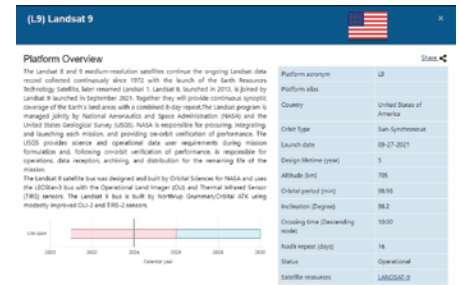 (L9) Landsat 9
×
Platform Overview
Share
The Landsat 8 and 9 medium-resolution satellites continue the ongoing Landsat data
record collected continuously since 1972 with the launch of the Earth Resources
Technology Satellite, later renamed Landsat 1. Landsat 8, launched in 2013, is joined by
Landsat 9 launched in September 2021. Together they will provide continuous synoptic
coverage of the Earth's land areas with a combined 8-day repeat.The Landsat program is
managed jointly by National Aeronautics and Space Administration (NASA) and the
United States Geological Survey (USGS). NASA is responsible for procuring, integrating,
and launching each mission, and providing on-orbit verification of performance. The
USGS provides science and operational data user requirements during mission
formulation and, following on-orbit verification of performance, is responsible for
operations, data reception, archiving, and distribution for the remaining life of the
mission.
The Landsat 8 satellite bus was designed and built by Orbital Sciences for NASA and uses
the LEOStar-3 bus with the Operational Land Imager (OLI) and Thermal Infrared Sensor
(TIRS) sensors. The Landsat 9 bus is built by Northrup Grumman/Orbital ATK using
modestly improved OLI-2 and TIRS-2 sensors.
Life span
2020 2022 2024 2026 2028 2030
Calendar year
Platform acronym L9
Platform alias
Country United States of
America
Orbit Type Sun-Synchronous
Launch date 09-27-2021
Design lifetime (year) 5
Altitude (km) 705
Orbital period (min) 98.98
Inclination (Degree) 98.2
Crossing time (Descending 10:00
node)
Nadir repeat (days) 16
Status Operational
Satellite resources LANDSAT-9